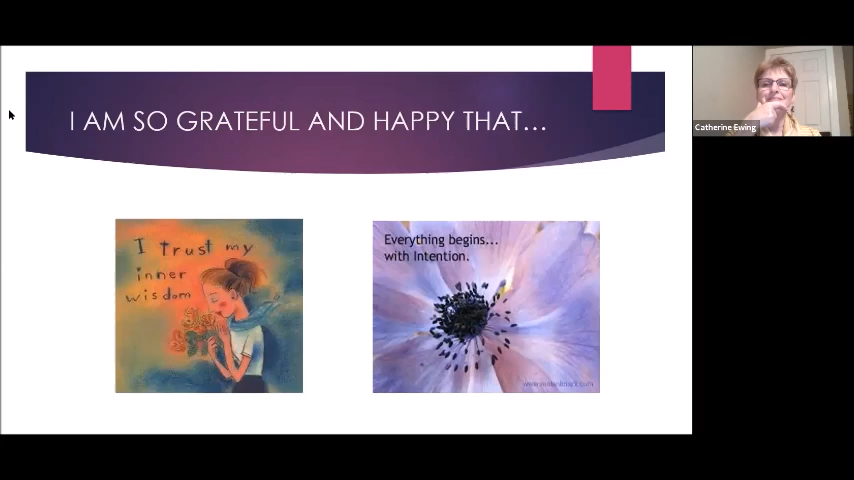 I AM SO GRATEFUL AND HAPPY THAT...
I trust my
inner
wisdom
Everything begins...
with Intention.
Catherine Ewing